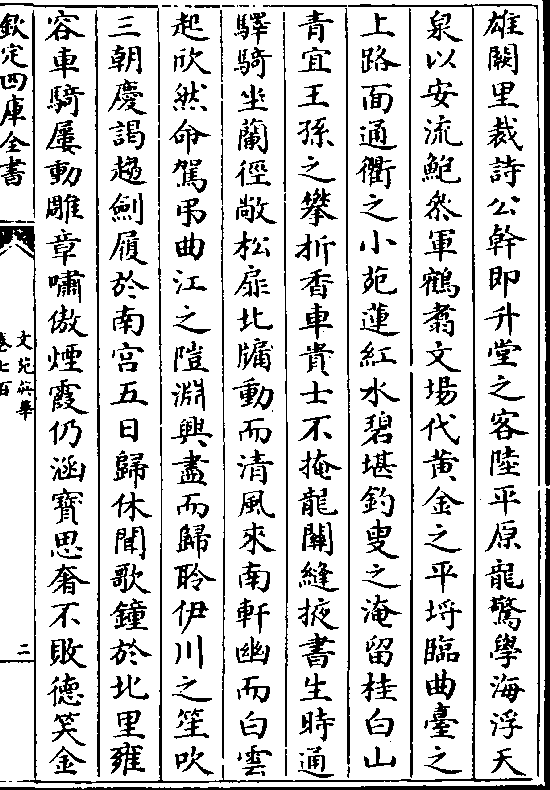 雄闕里裁詩公幹即升堂之客陸平原龍驚學海浮天
泉以安流鮑參軍鶴翥文場代黄金之平埒臨曲臺之
上路面通衢之小苑蓮紅水碧堪釣叟之淹留桂白山
青宜王孫之攀折香車貴士不掩龍關縫掖書生時通
驛騎坐蘭徑敞松扉北牖動而清風來南軒幽而白雲
起欣然命駕弔曲江之隑淵興盡而歸聆伊川之笙吹
三朝慶謁趨劍履於南宫五日歸休聞歌鐘於北里雍
容車騎屢動雕章嘯傲煙霞仍涵寶思奢不敗德笑金
欽定四庫全書
文苑英華
卷七百
二